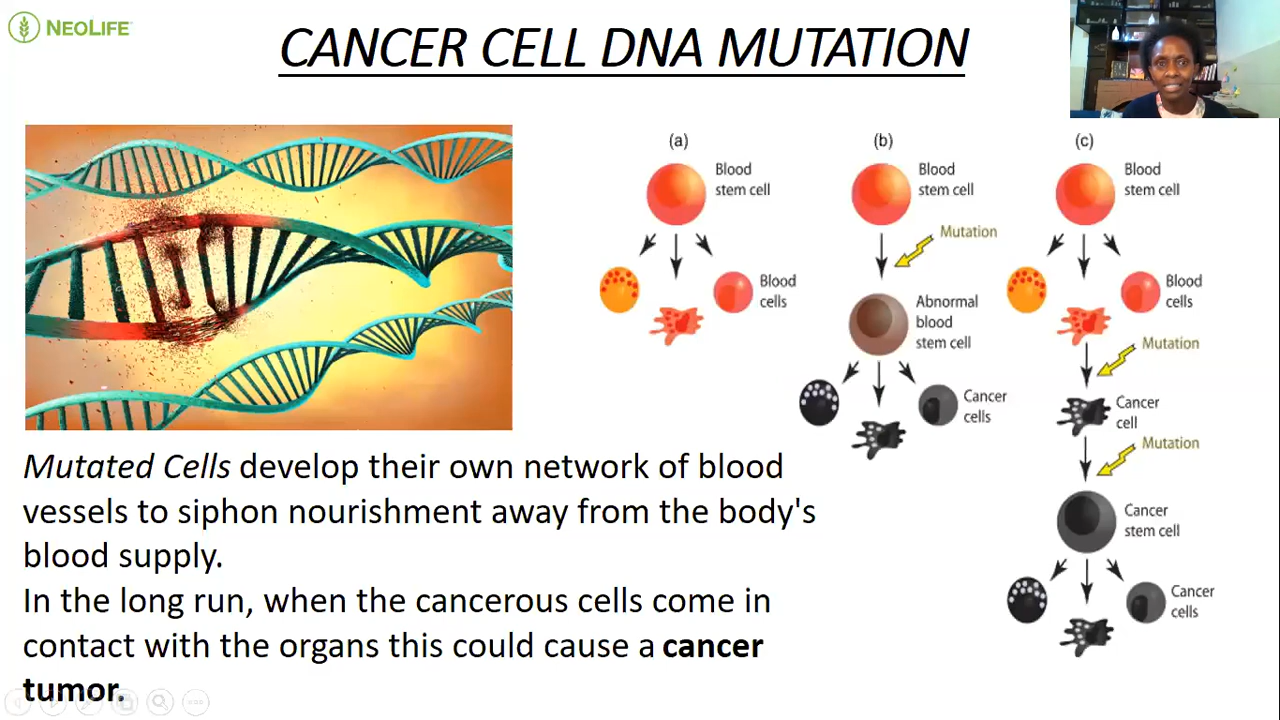 NEOLIFE
CANCER CELL DNA MUTATION
(a)
Blood
stem cell
Blood
cells
(b)
Blood
stem cell
Mutation
Abnormal
blood
stem cell
Cancer
cells
(c)
Blood
stem cell
Blood
cells
Mutation
Cancer
cell
Mutation
Cancer
stem cell
Cancer
cells
Mutated Cells develop their own network of blood
vessels to siphon nourishment away from the body's
blood supply.
In the long run, when the cancerous cells come in
contact with the organs this could cause a cancer
tumor.